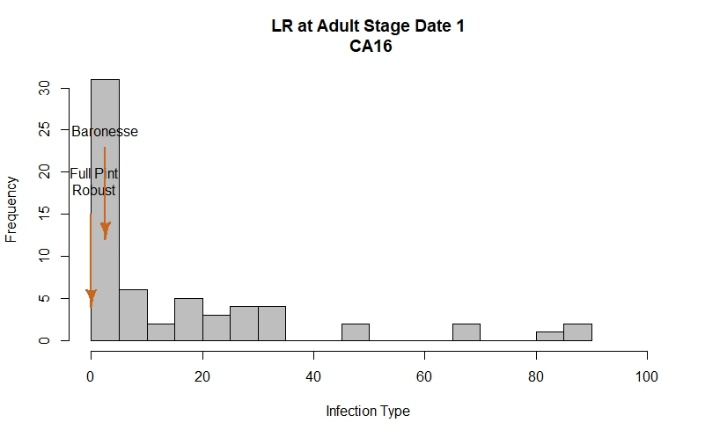 LR at Adult Stage Date 1
CA16
30
25
20
15
10
5
0
Frequency
Baronesse
Full Pint
Robust
0 20 40 60 80 100
Infection Type